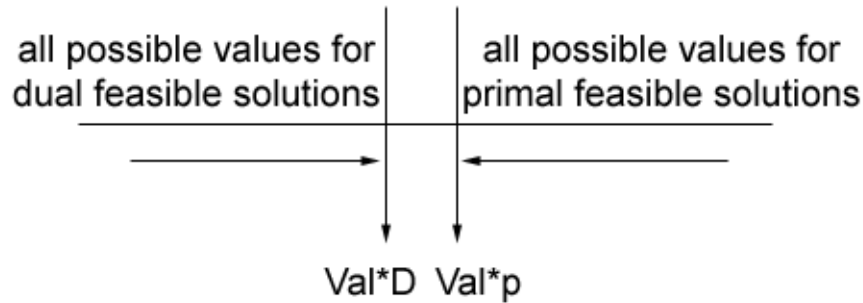 all possible values for
dual feasible solutions
all possible values for
primal feasible solutions
Val*D
Val*p